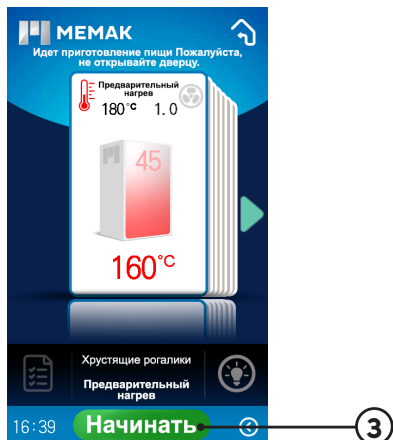 МЕМАК
Идет приготовление пищи Пожалуйста,
не открывайте дверцу.
Предварительный
нагрев
180°C 1.0
45
160°C
Хрустящие рогалики
Предварительный
нагрев
16:39 Начинать 3